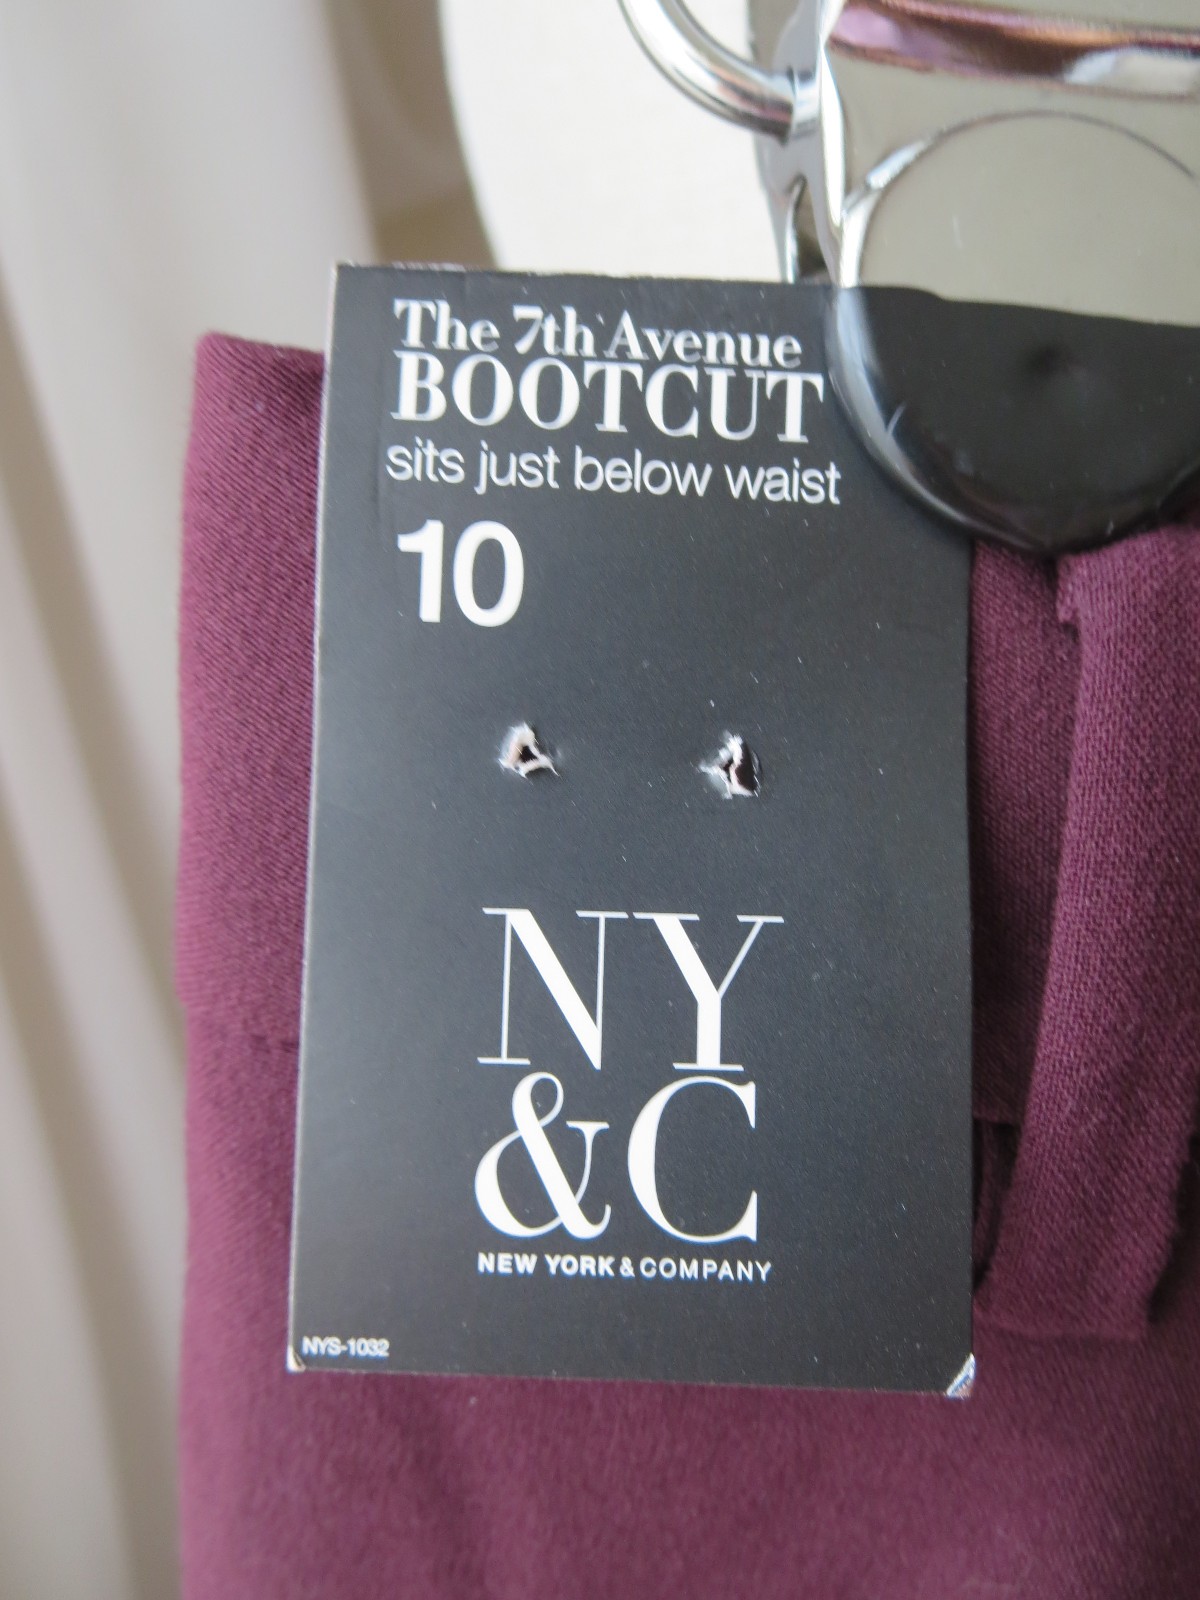 The 7th Avenue
BOOTCUT
sits just below waist
10
NY
&C
NEW YORK & COMPANY
NYS-1032